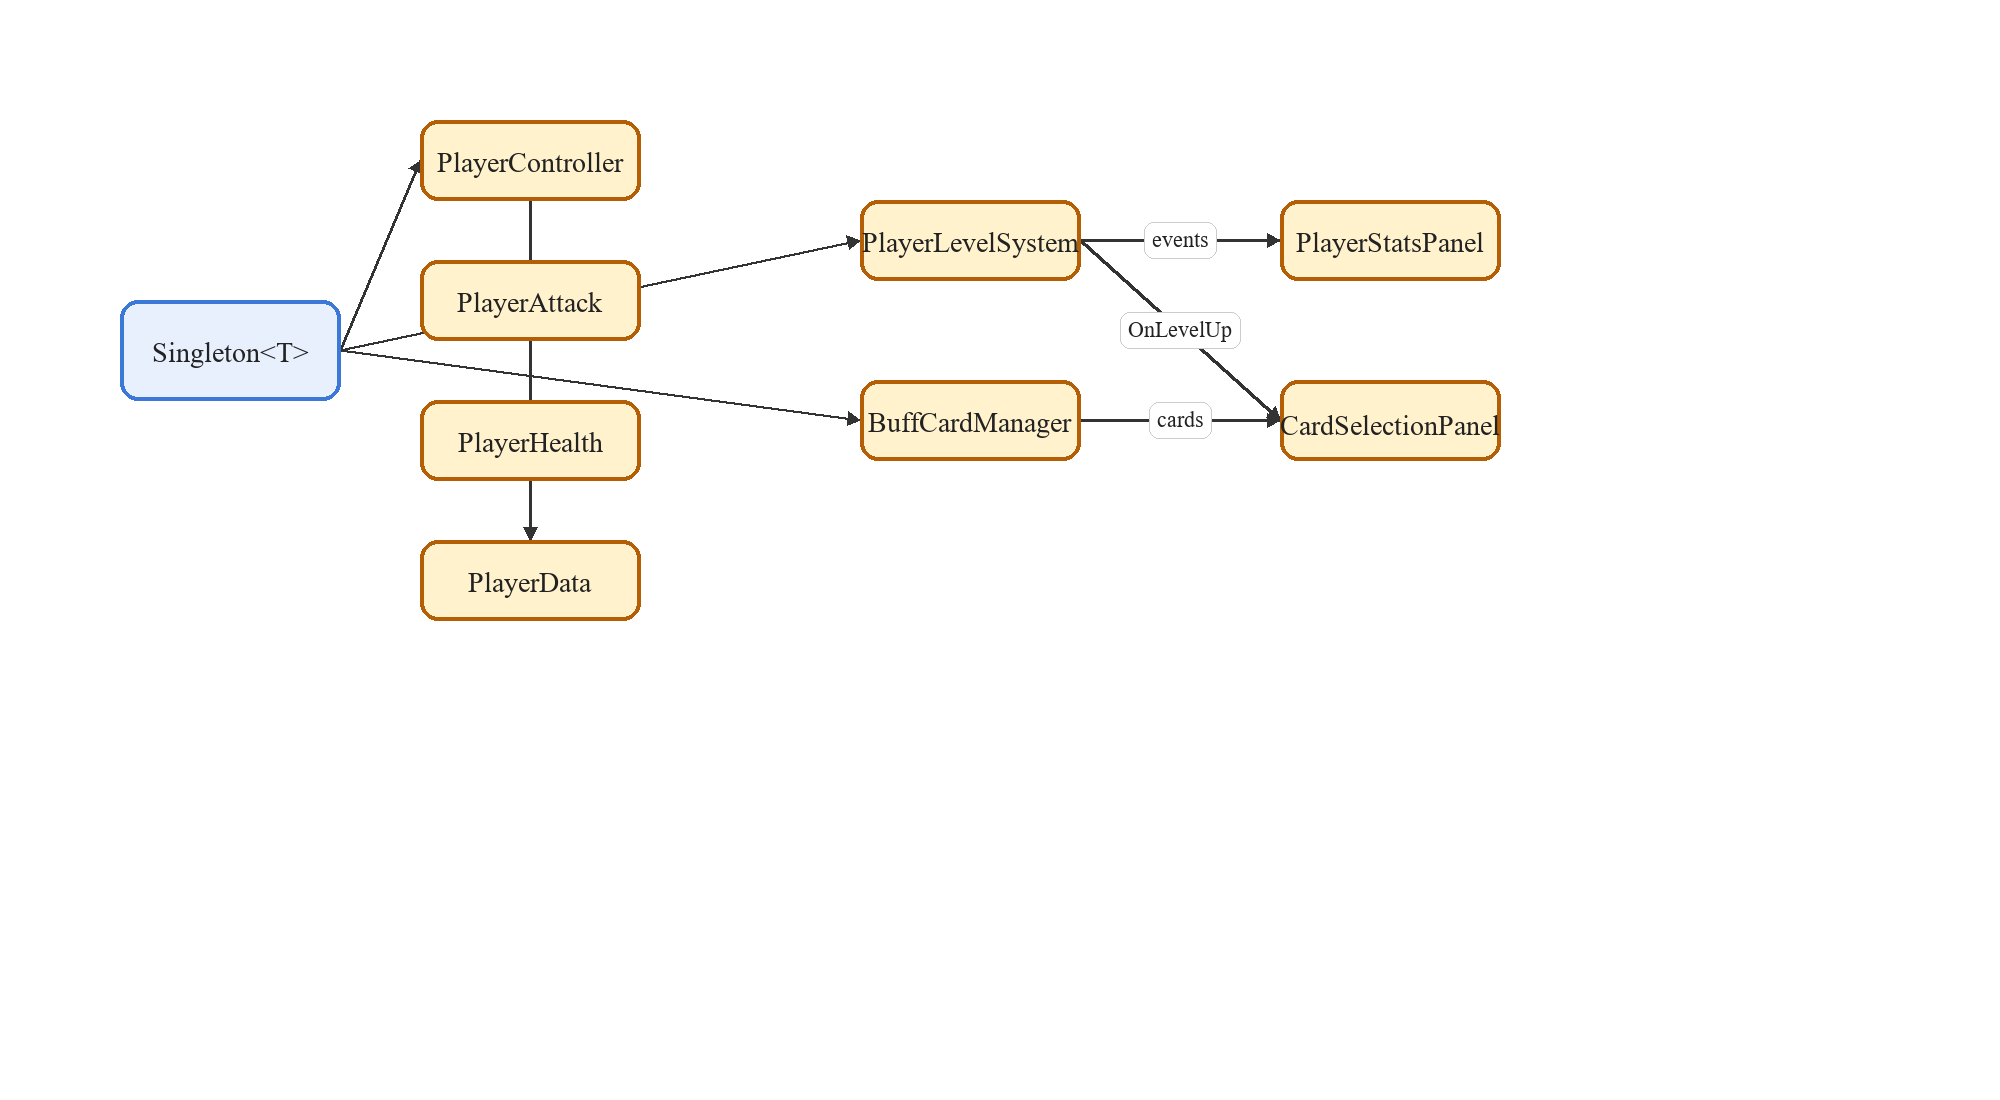 PlayerController
PlayerAttack
Singleton<T>
PlayerHealth
PlayerData
PlayerLevelSystem
events
PlayerStatsPanel
OnLevelUp
BuffCardManager
cards
CardSelectionPanel